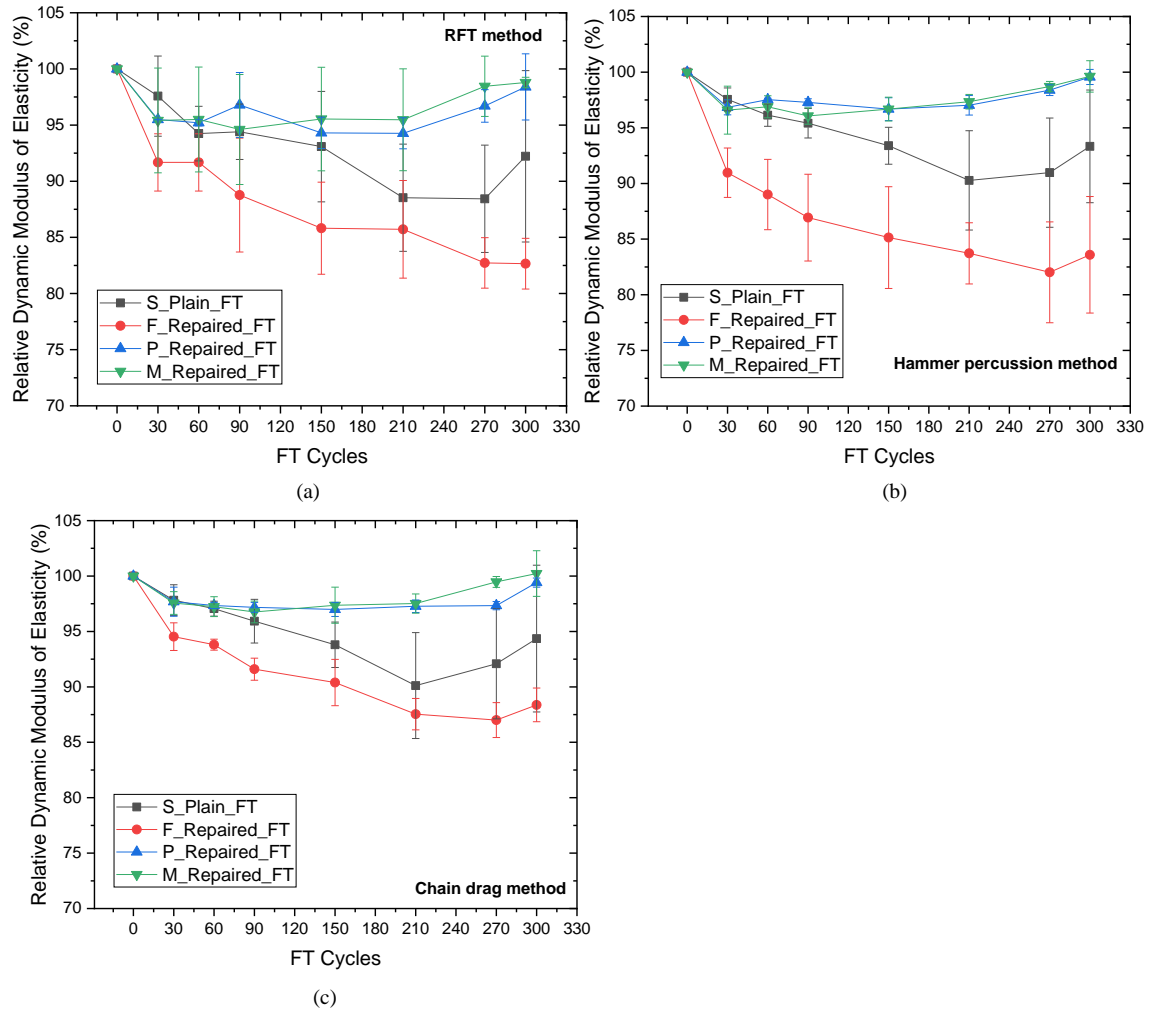 RFT method
Relative Dynamic Modulus of Elasticity (%)
105
100
95
90
85
80
75
70
S_Plain_FT
F_Repaired_FT
P_Repaired_FT
M_Repaired_FT
0 30 60 90 120 150 180 210 240 270 300 330
FT Cycles
(a)
Relative Dynamic Modulus of Elasticity (%)
105
100
95
90
85
80
75
70
S_Plain_FT
F_Repaired_FT
P_Repaired_FT
M_Repaired_FT
Hammer percussion method
0 30 60 90 120 150 180 210 240 270 300 330
FT Cycles
(b)
Relative Dynamic Modulus of Elasticity (%)
105
100
95
90
85
80
75
70
S_Plain_FT
F_Repaired_FT
P_Repaired_FT
M_Repaired_FT
Chain drag method
0 30 60 90 120 150 180 210 240 270 300 330
FT Cycles
(c)